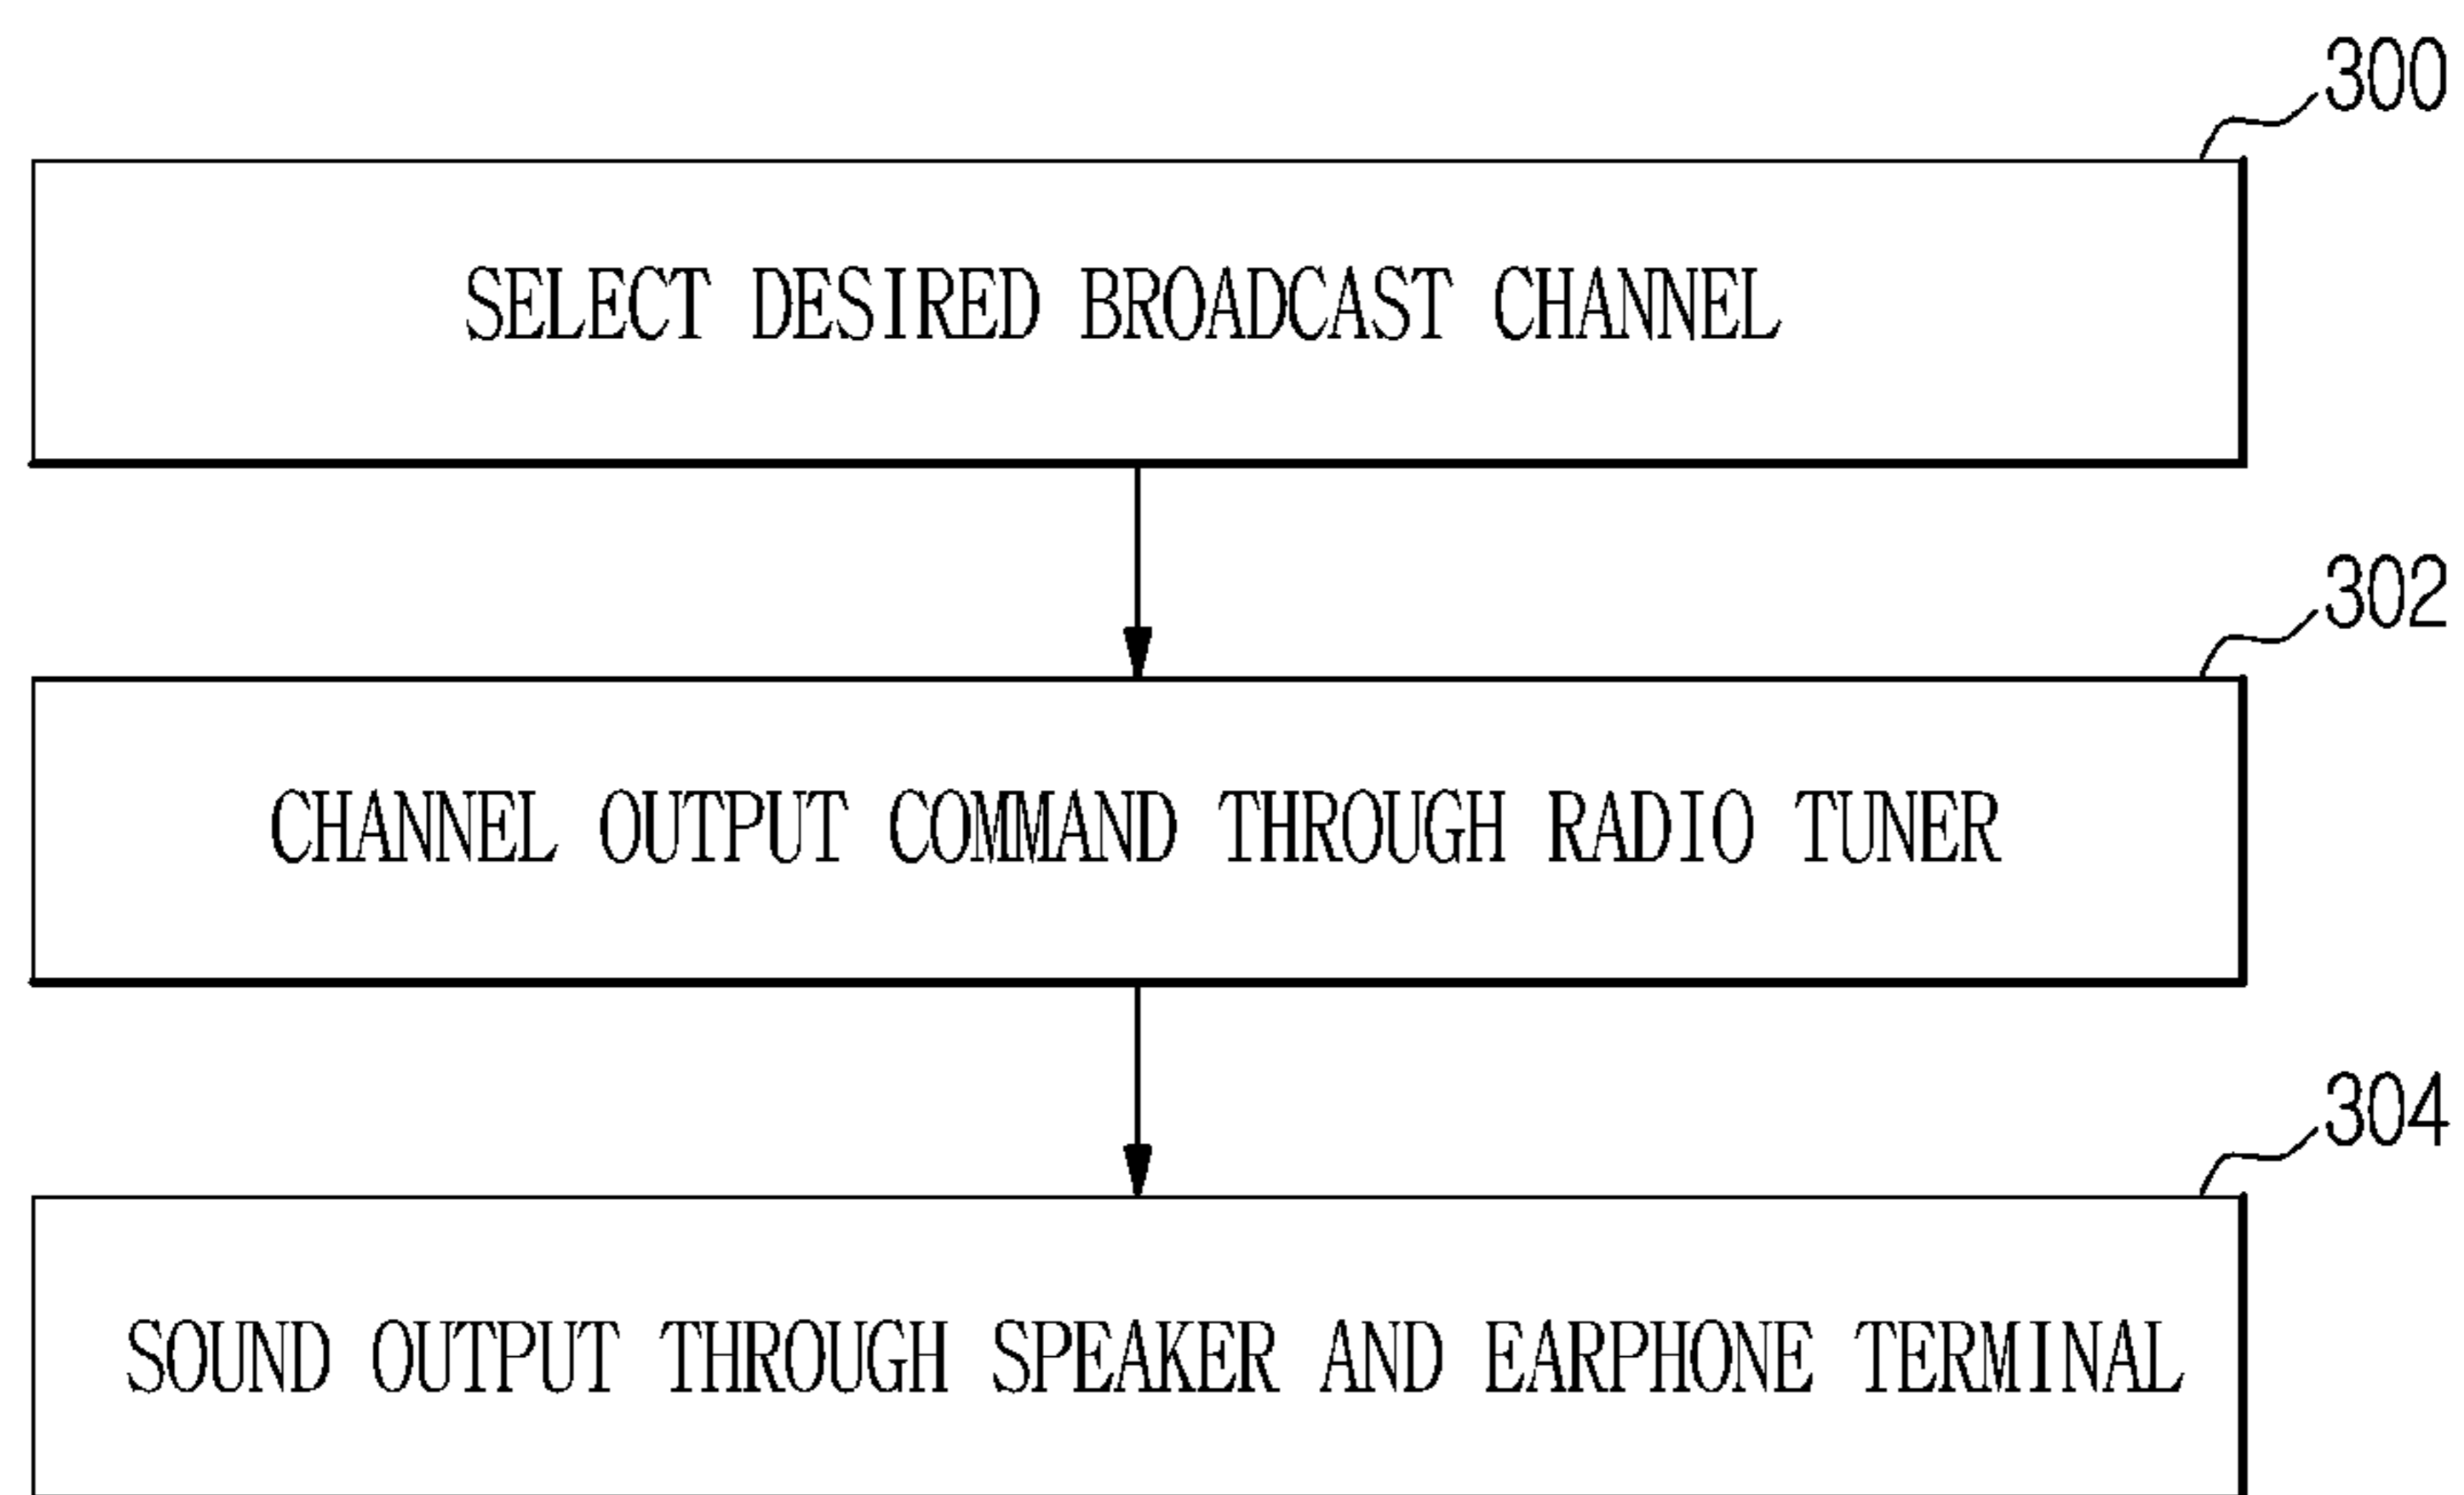 300
SELECT DESIRED BROADCAST CHANNEL
302
CHANNEL OUTPUT COMMAND THROUGH RADIO TUNER
304
SOUND OUTPUT THROUGH SPEAKER AND EARPHONE TERMINAL